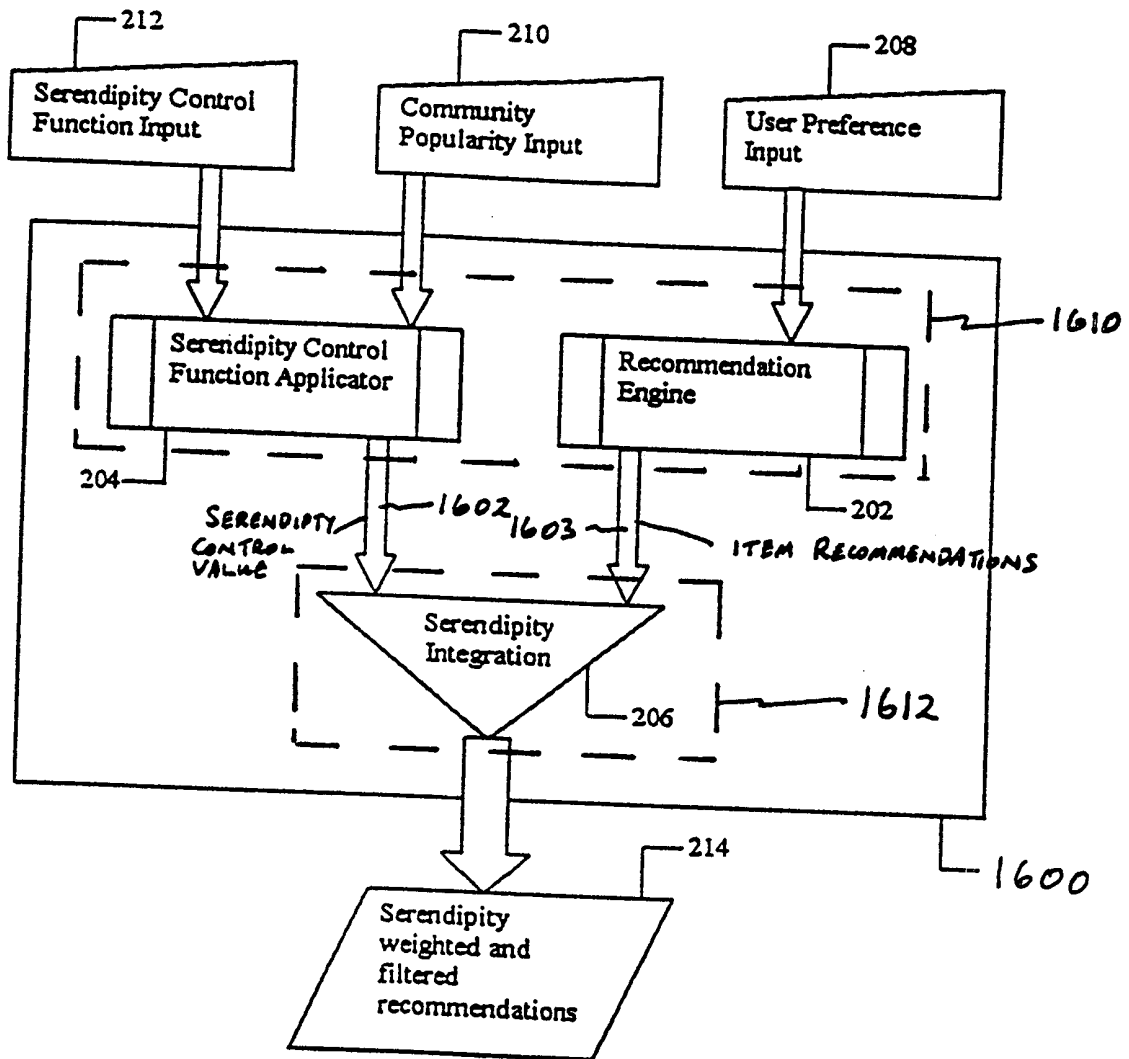 212
210
208
Serendipity Control
Function Input
Community
Popularity Input
User Preference
Input
1610
Serendipity Control
Function Applicator
Recommendation
Engine
204
202
SERENDIPTY
CONTROL
VALUE
1602
1603
ITEM RECOMMENDATIONS
Serendipity
Integration
206
1612
214
1600
Serendipity
weighted and
filtered
recommendations